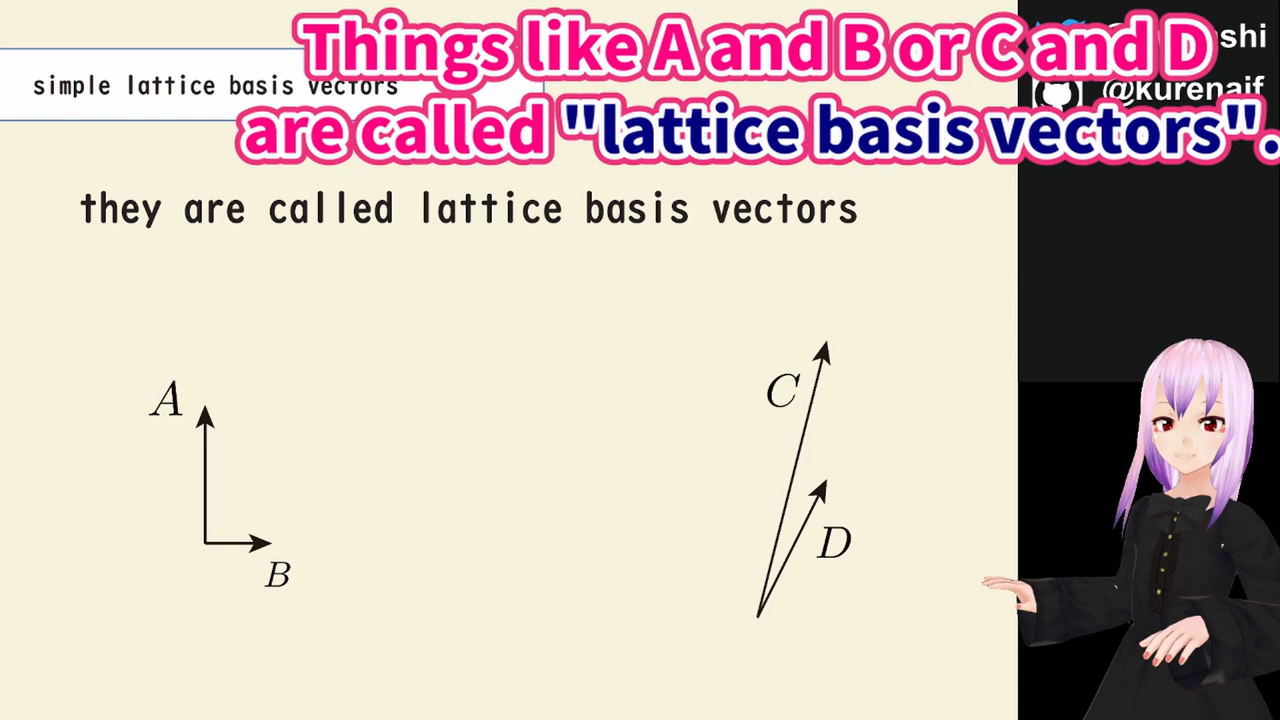 Things like A and B or C and D
are called "lattice basis vectors".
simple lattice basis vectors
@kurenaif
they are called lattice basis vectors
A
B
C
D